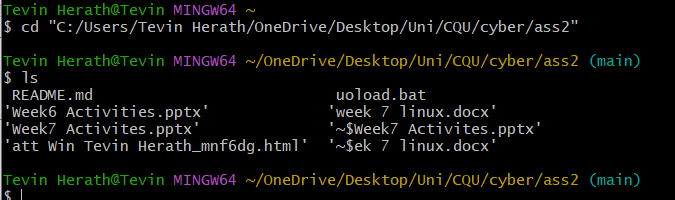 Tevin Herath@Tevin MINGW64 ~
$ cd "C:/Users/Tevin Herath/OneDrive/Desktop/Uni/CQU/cyber/ass2"
Tevin Herath@Tevin MINGW64 ~/OneDrive/Desktop/Uni/CQU/cyber/ass2 (main)
$ ls
README.md uoload.bat
'Week6 Activities.pptx' 'week 7 linux.docx'
'Week7 Activites.pptx' '~$Week7 Activites.pptx'
'att Win Tevin Herath_mnf6dg.html' '~$ek 7 linux.docx'
Tevin Herath@Tevin MINGW64 ~/OneDrive/Desktop/Uni/CQU/cyber/ass2 (main)
$